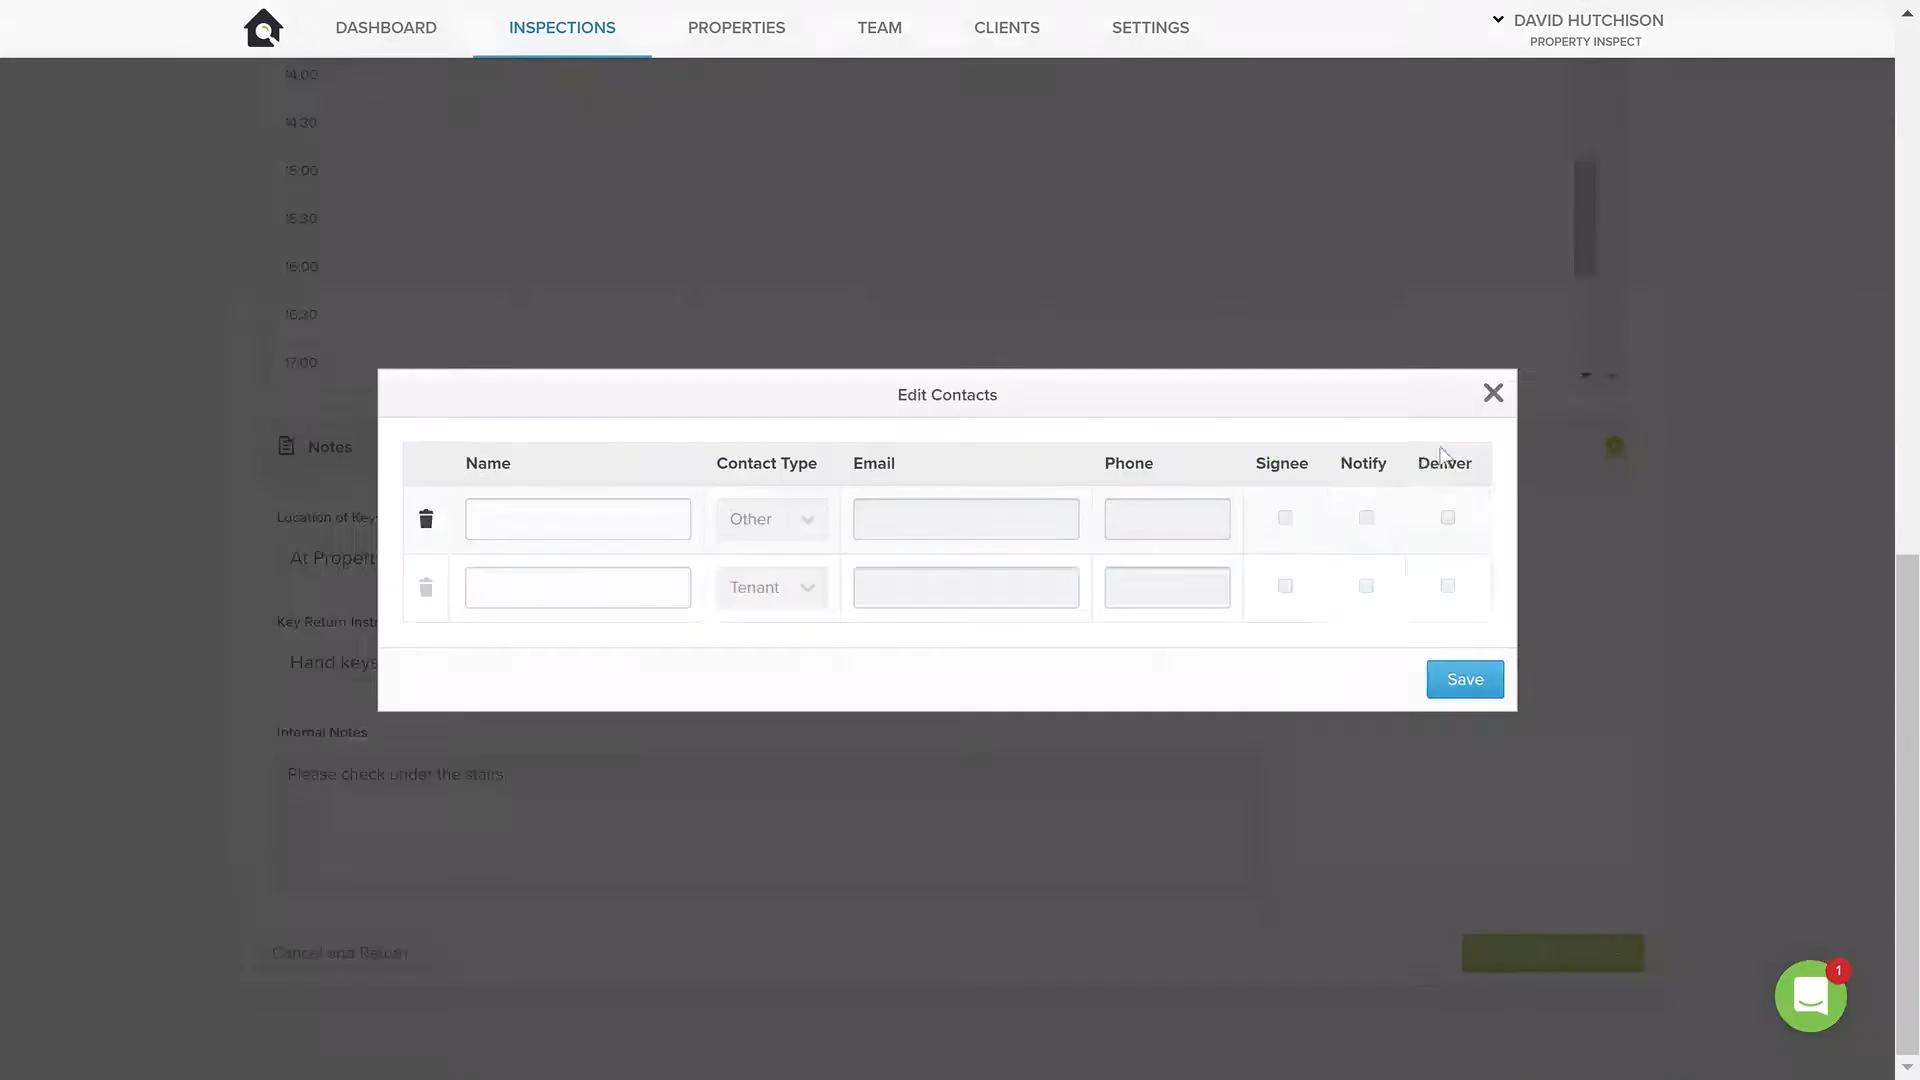 DASHBOARD
INSPECTIONS
PROPERTIES
TEAM
CLIENTS
SETTINGS
DAVID HUTCHISON
PROPERTY INSPECT
14:00
14:30
15:00
15:30
16:00
16:30
17:00
Edit Contacts
Notes
Name
Contact Type
Email
Phone
Signee
Notify
Deliver
Location of Key
Other
At Propert
Tenant
Key Return Inst
Hand keys
Save
Internal Notes
Please check under the stairs
Cancel and Return
1